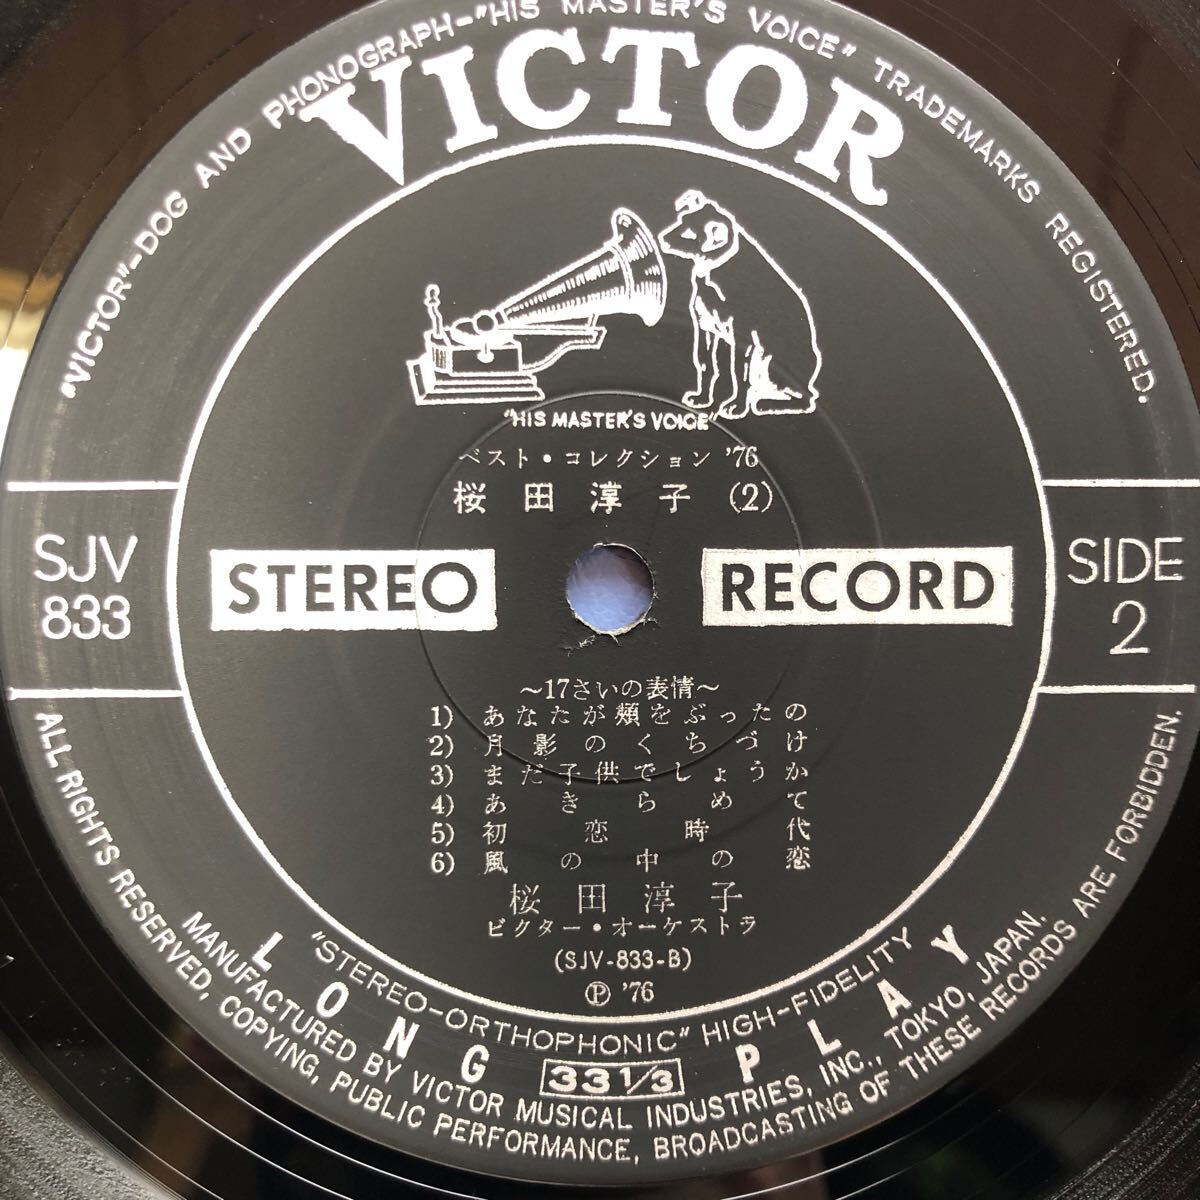 "VICTOR"-DOG AND PHONOGRAPH-"HIS MASTER'S VOICE" TRADEMARKS REGISTERED.
VICTOR
"HIS MASTER'S VOICE"
ベスト・コレクション '76
桜田淳子 (2)
SJV
833
STEREO
RECORD
SIDE
2
〜17さいの表情〜
1) あなたが頬をぶったの
2) 月影のくちづけ
3) まだ子供でしょうか
4) あきらめて
5) 初恋時代
6) 風の中の恋
桜田淳子
ビクター・オーケストラ
(SJV-833-B)
Ⓟ '76
"STEREO-ORTHOPHONIC" HIGH-FIDELITY
LONG PLAY
33 1/3
MANUFACTURED BY VICTOR MUSICAL INDUSTRIES, INC., TOKYO, JAPAN.
ALL RIGHTS RESERVED, COPYING, PUBLIC PERFORMANCE, BROADCASTING OF THESE RECORDS ARE FORBIDDEN.